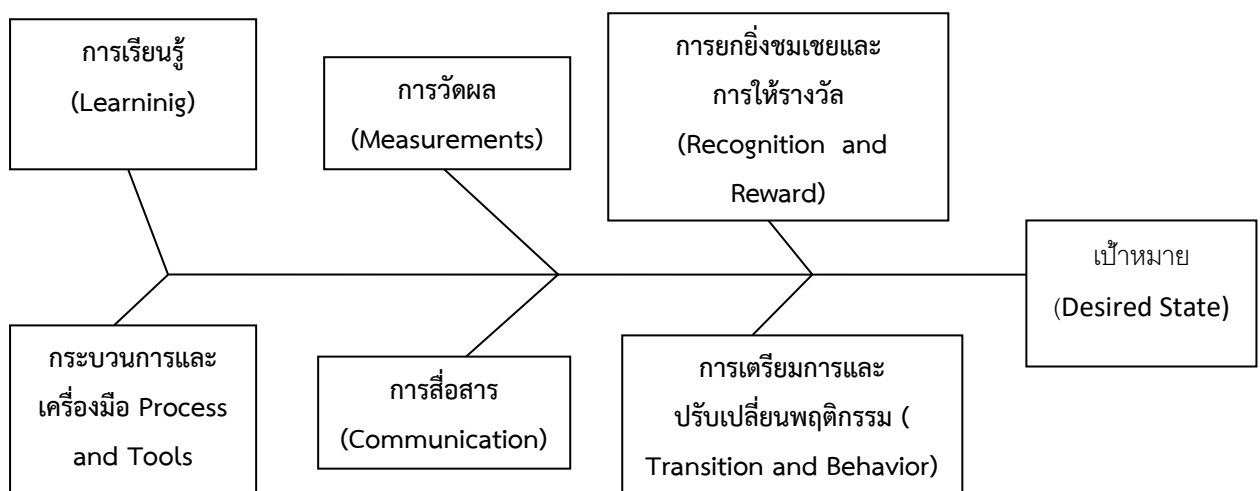 การเรียนรู้
(Learninig)
การวัดผล
(Measurements)
การยกยิ่งชมเชยและ
การให้รางวัล
(Recognition and
Reward)
เป้าหมาย
(Desired State)
กระบวนการและ
เครื่องมือ Process
and Tools
การสื่อสาร
(Communication)
การเตรียมการและ
ปรับเปลี่ยนพฤติกรรม (
Transition and Behavior)